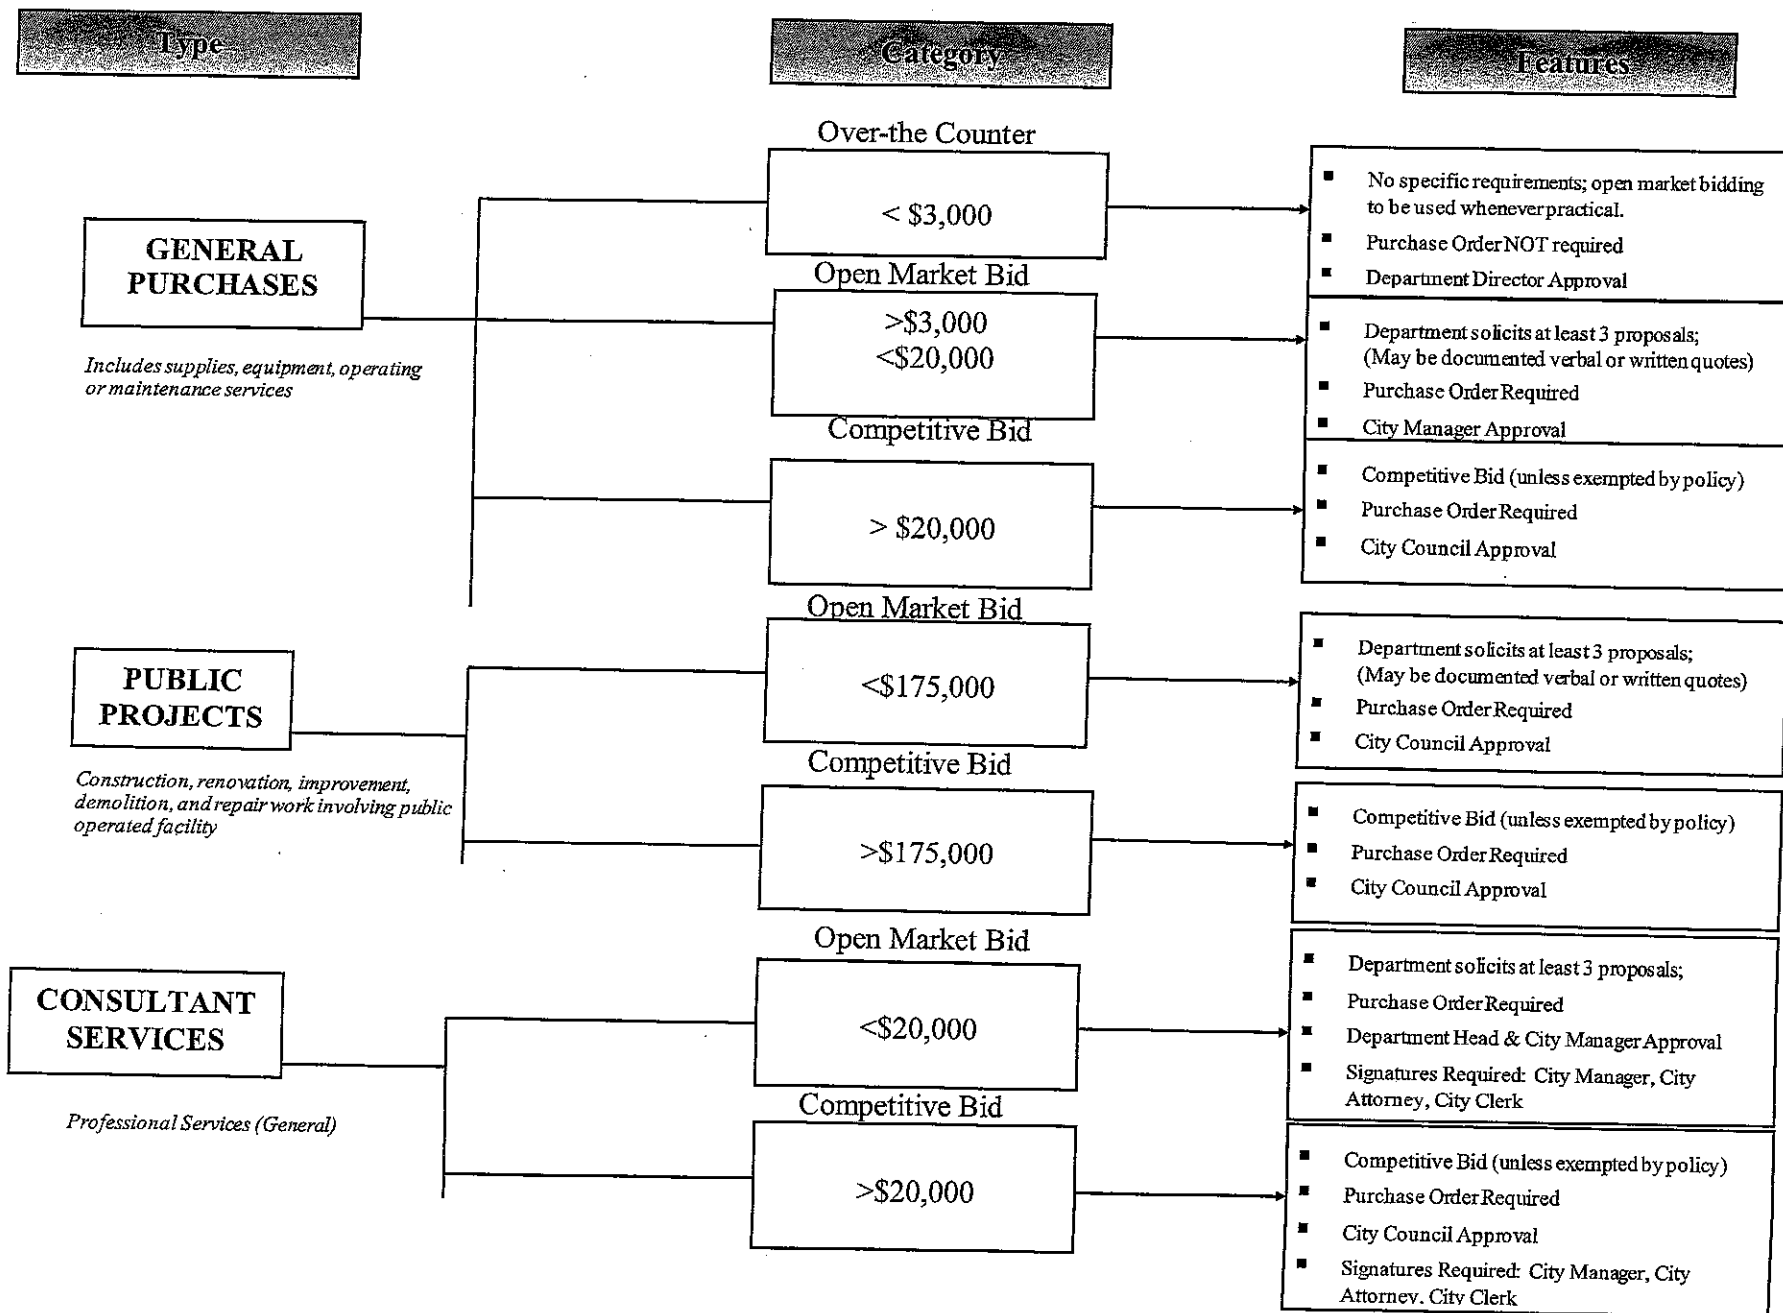 Type
Category
Features
Over-the Counter
< $3,000
▪ No specific requirements; open market bidding
to be used whenever practical.
▪ Purchase Order NOT required
▪ Department Director Approval
GENERAL
PURCHASES
Includes supplies, equipment, operating
or maintenance services
Open Market Bid
>$3,000
<$20,000
▪ Department solicits at least 3 proposals;
(May be documented verbal or written quotes)
▪ Purchase Order Required
▪ City Manager Approval
Competitive Bid
> $20,000
▪ Competitive Bid (unless exempted by policy)
▪ Purchase Order Required
▪ City Council Approval
PUBLIC
PROJECTS
Construction, renovation, improvement,
demolition, and repair work involving public
operated facility
Open Market Bid
<$175,000
▪ Department solicits at least 3 proposals;
(May be documented verbal or written quotes)
▪ Purchase Order Required
▪ City Council Approval
Competitive Bid
>$175,000
▪ Competitive Bid (unless exempted by policy)
▪ Purchase Order Required
▪ City Council Approval
CONSULTANT
SERVICES
Professional Services (General)
Open Market Bid
<$20,000
▪ Department solicits at least 3 proposals;
▪ Purchase Order Required
▪ Department Head & City Manager Approval
▪ Signatures Required: City Manager, City
Attorney, City Clerk
Competitive Bid
>$20,000
▪ Competitive Bid (unless exempted by policy)
▪ Purchase Order Required
▪ City Council Approval
▪ Signatures Required: City Manager, City
Attorney, City Clerk